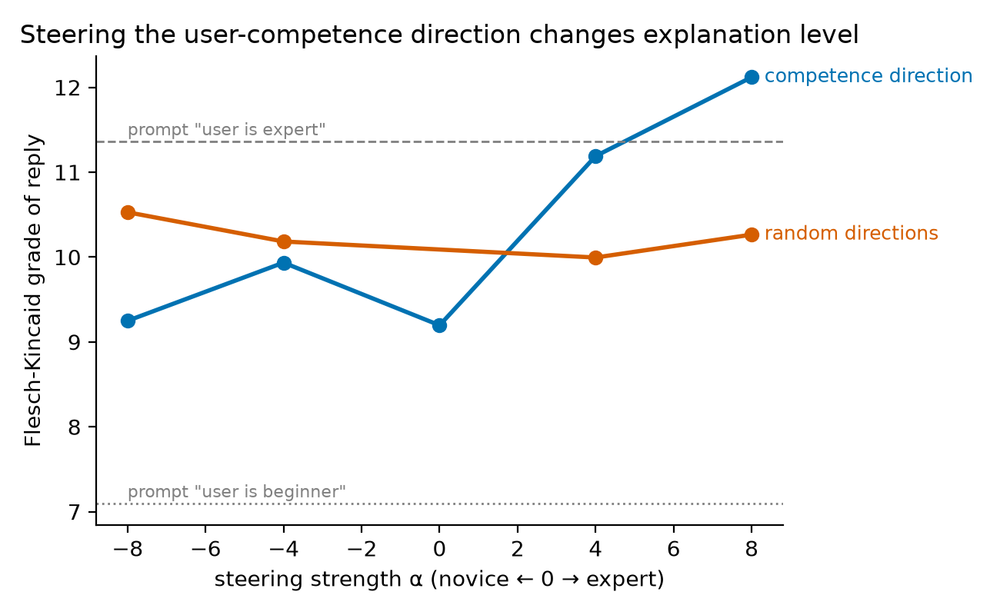 Steering the user-competence direction changes explanation level
Flesch-Kincaid grade of reply
12
11
10
9
8
7
prompt "user is expert"
competence direction
random directions
prompt "user is beginner"
−8
−6
−4
−2
0
2
4
6
8
steering strength α (novice ← 0 → expert)